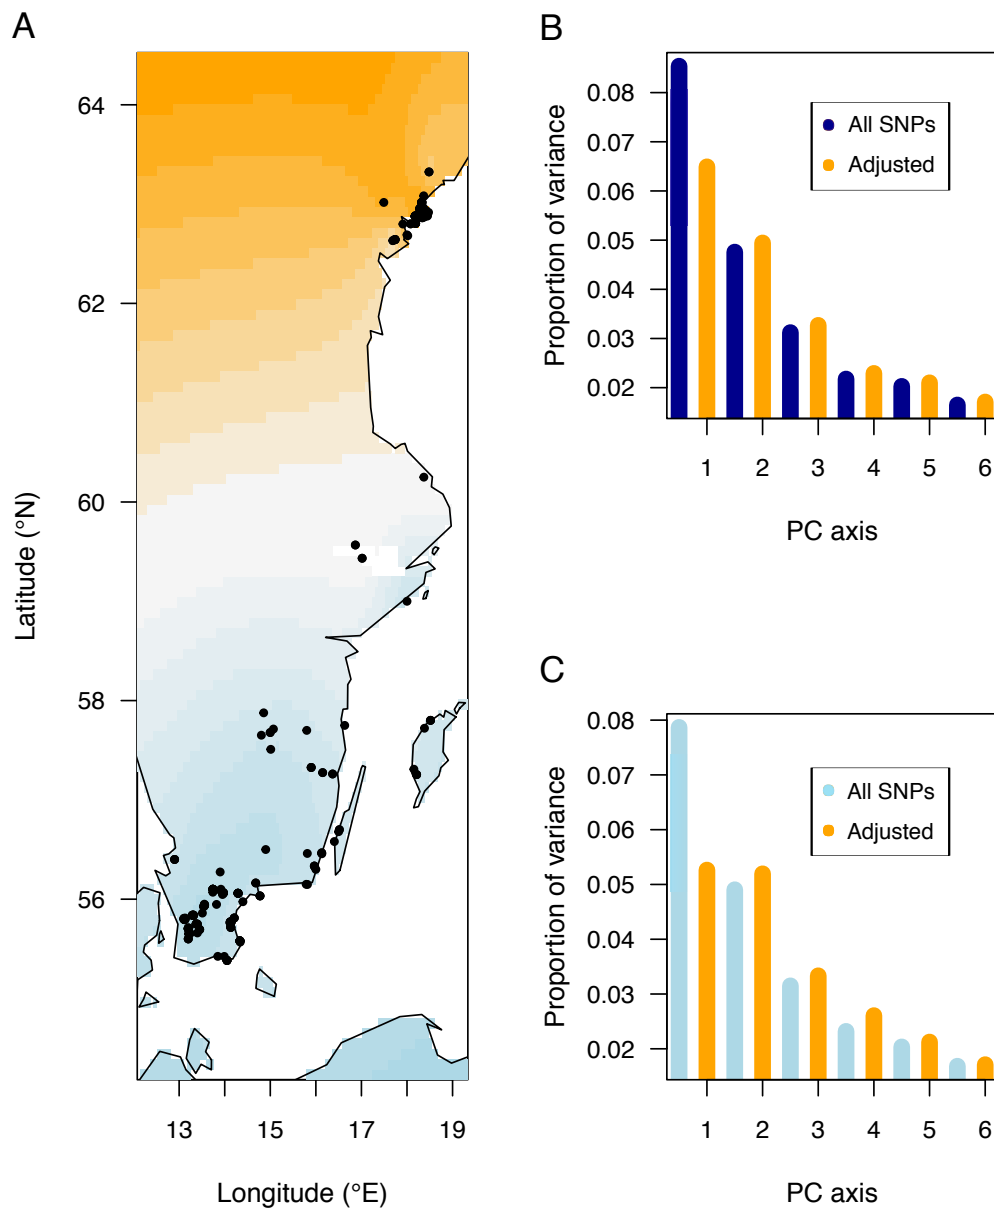 A
64
62
60
58
56
Latitude (°N)
13
15
17
19
Longitude (°E)
B
0.08
0.07
0.06
0.05
0.04
0.03
0.02
Proportion of variance
All SNPs
Adjusted
1
2
3
4
5
6
PC axis
C
0.08
0.07
0.06
0.05
0.04
0.03
0.02
Proportion of variance
All SNPs
Adjusted
1
2
3
4
5
6
PC axis